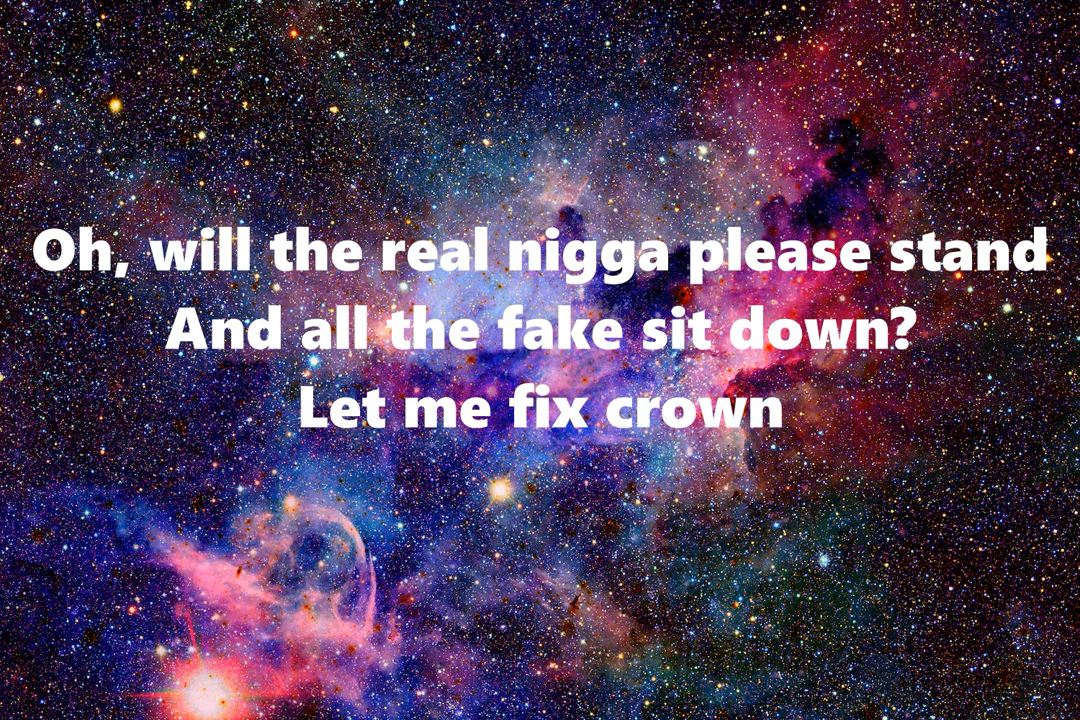 Oh, will the real nigga please stand
And all the fake sit down?
Let me fix crown